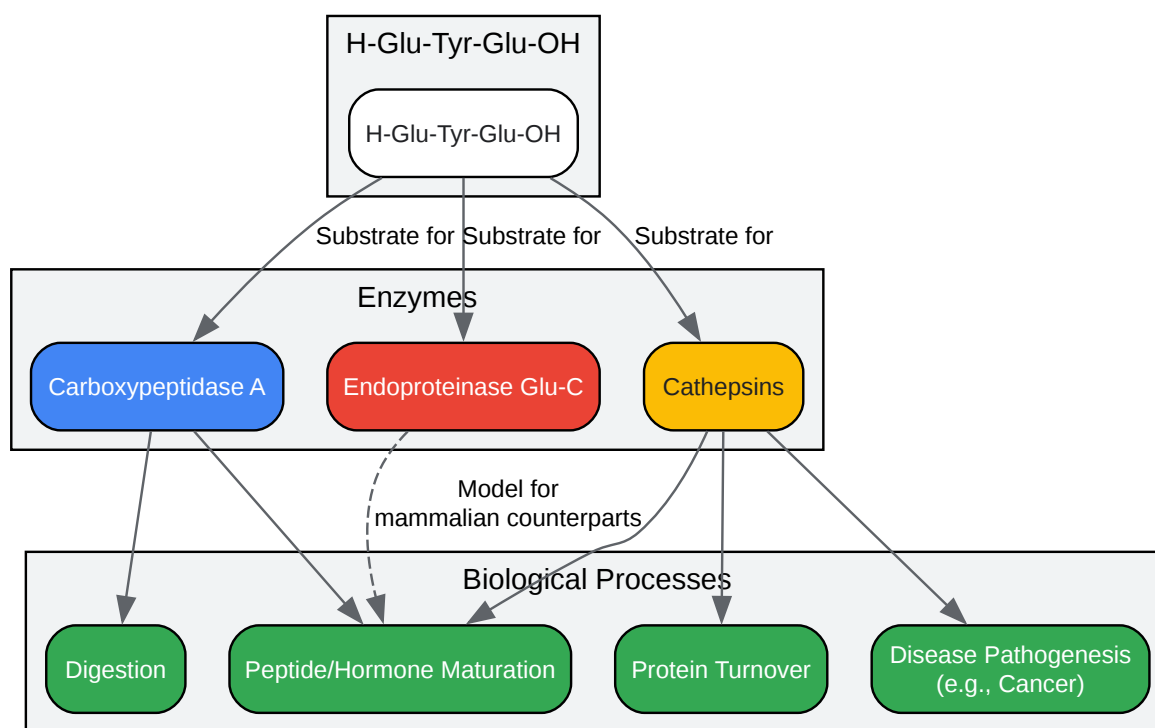 H-Glu-Tyr-Glu-OH
H-Glu-Tyr-Glu-OH
Substrate for
Substrate for
Substrate for
Enzymes
Carboxypeptidase A
Endoproteinase Glu-C
Cathepsins
Model for
mammalian counterparts
Biological Processes
Digestion
Peptide/Hormone Maturation
Protein Turnover
Disease Pathogenesis
(e.g., Cancer)